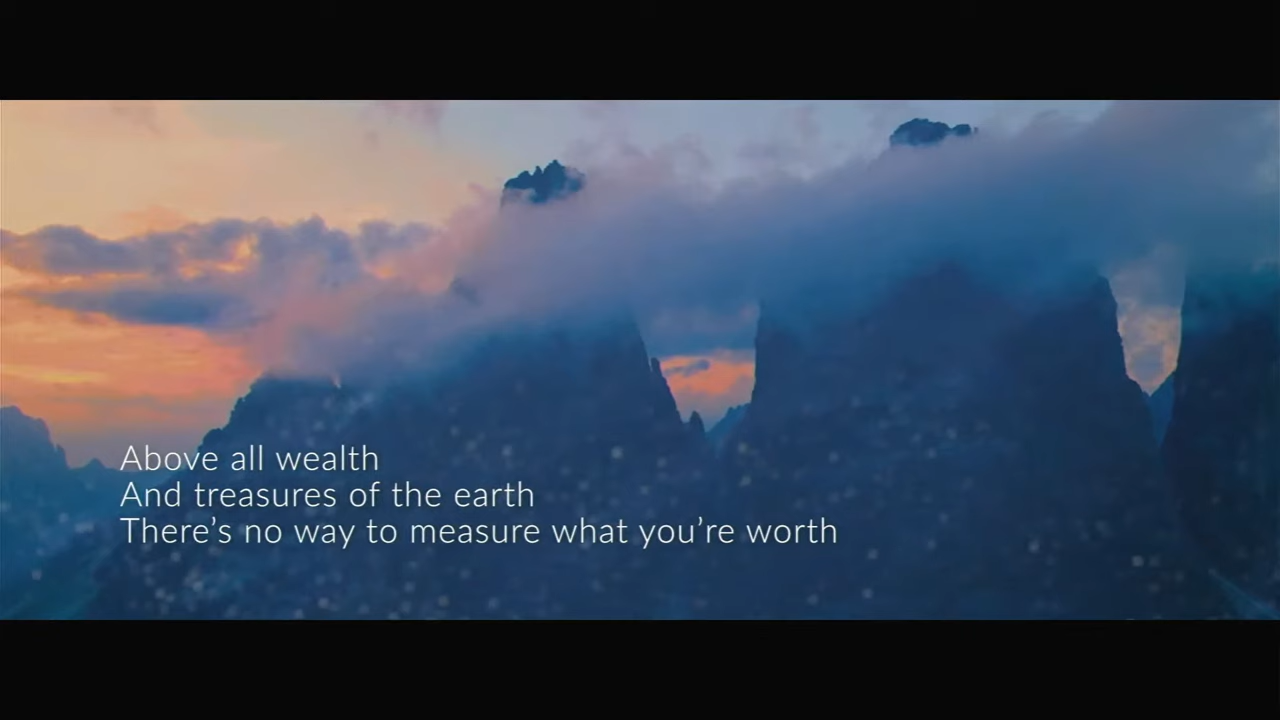 Above all wealth
And treasures of the earth
There’s no way to measure what you’re worth